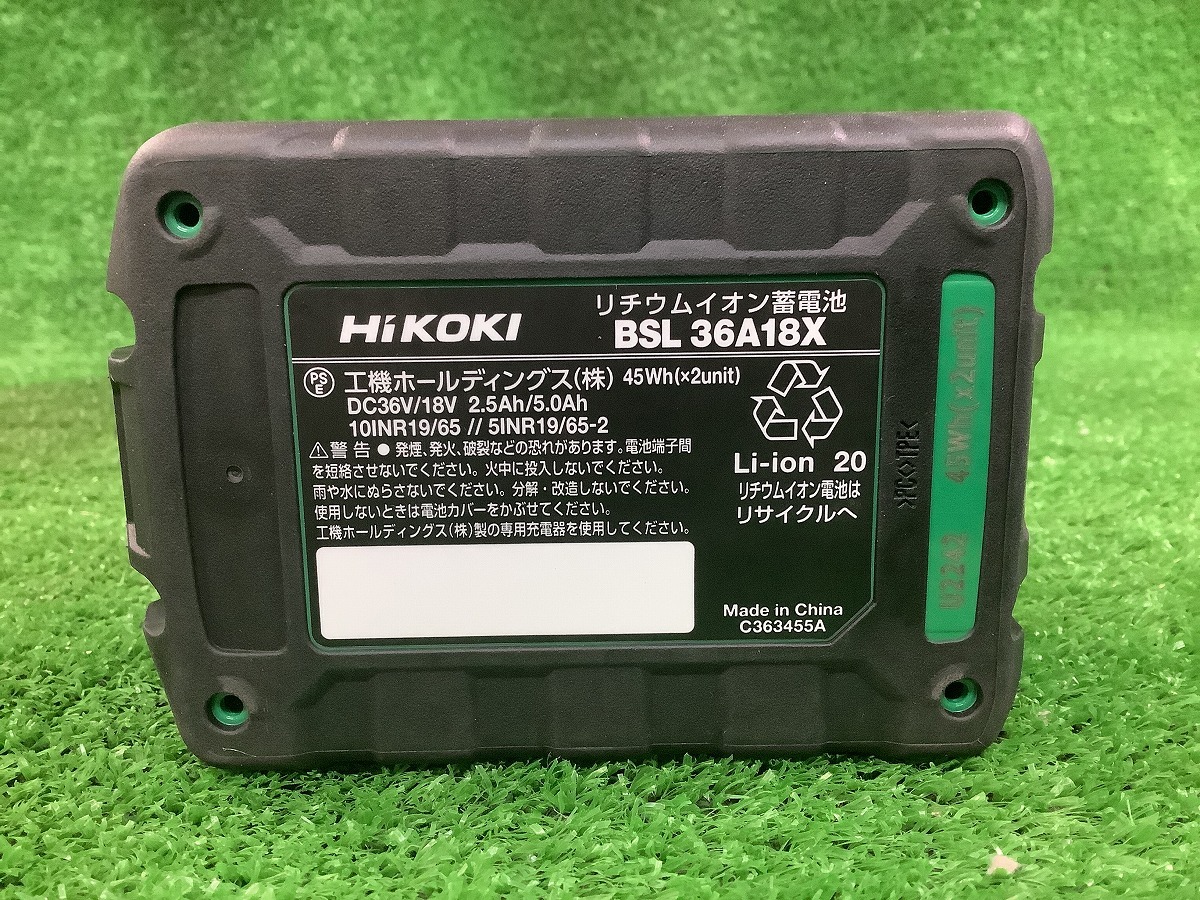 HiKOKI
リチウムイオン蓄電池
BSL 36A18X
PSE 工機ホールディングス(株) 45Wh(×2unit)
DC36V/18V 2.5Ah/5.0Ah
10INR19/65 // 5INR19/65-2
⚠警告 ● 発煙、発火、破裂などの恐れがあります。電池端子間
を短絡させないでください。火中に投入しないでください。
雨や水にぬらさないでください。分解・改造しないでください。
使用しないときは電池カバーをかぶせてください。
工機ホールディングス(株)製の専用充電器を使用してください。
Li-ion 20
リチウムイオン電池は
リサイクルへ
Made in China
C363455A
>PC<>TPE<
45Wh(x2unit)